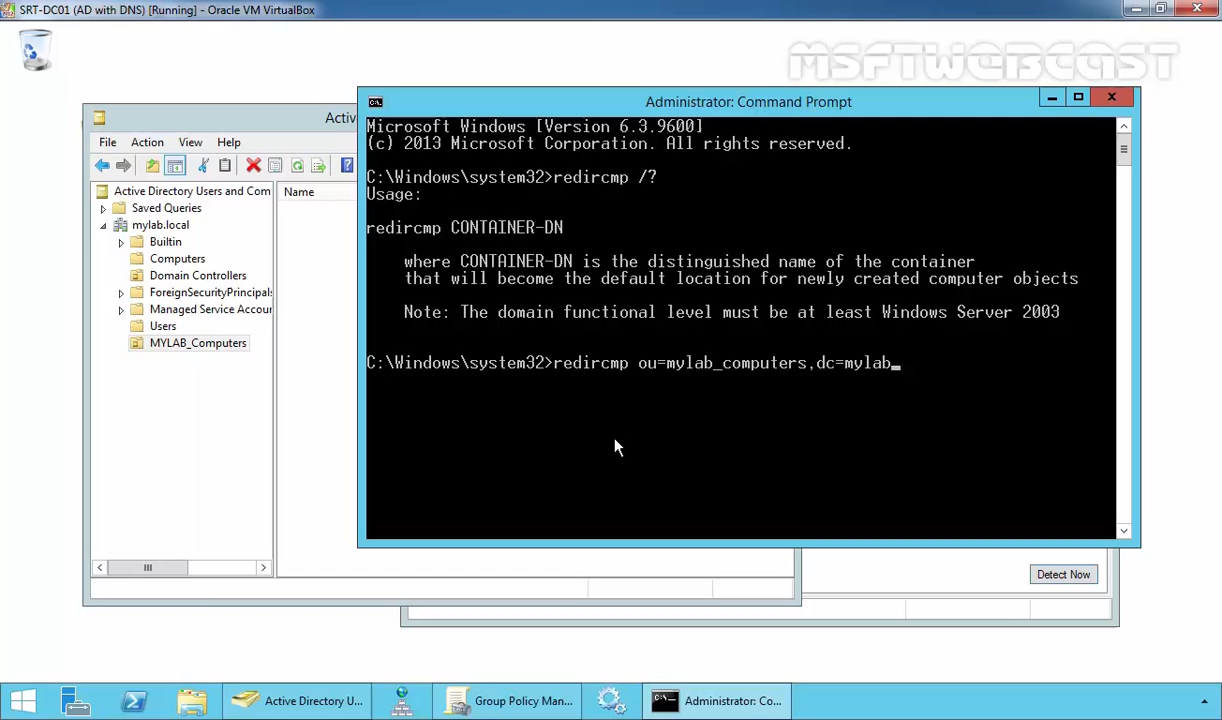 SRT-DC01 (AD with DNS) [Running] - Oracle VM VirtualBox
MSFTWEBCAST
Administrator: Command Prompt
Microsoft Windows [Version 6.3.9600]
(c) 2013 Microsoft Corporation. All rights reserved.
C:\Windows\system32>redircmp /?
Usage:
redircmp CONTAINER-DN
where CONTAINER-DN is the distinguished name of the container
that will become the default location for newly created computer objects
Note: The domain functional level must be at least Windows Server 2003
C:\Windows\system32>redircmp ou=mylab_computers,dc=mylab_
Active
File Action View Help
Active Directory Users and Com
Name
Saved Queries
mylab.local
Builtin
Computers
Domain Controllers
ForeignSecurityPrincipals
Managed Service Accour
Users
MYLAB_Computers
Detect Now
Active Directory U...
Group Policy Man...
Administrator: Co...